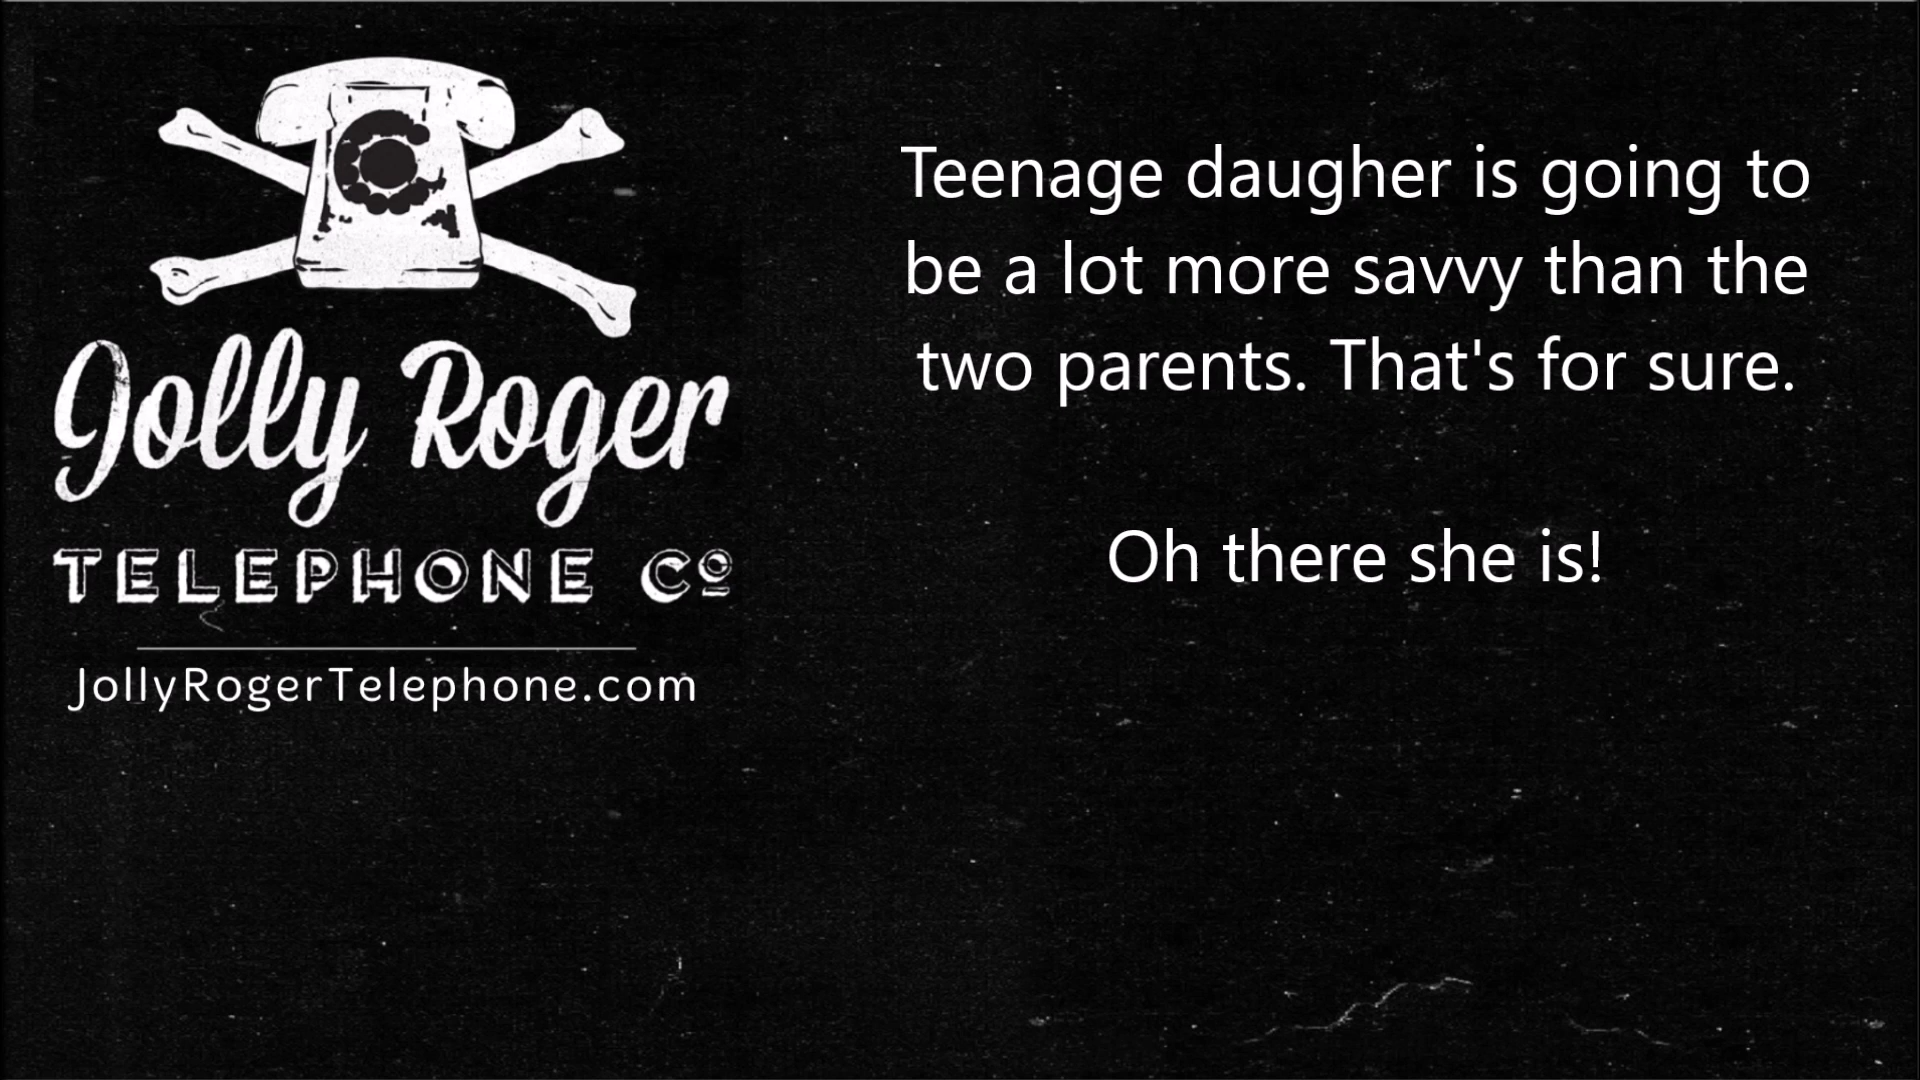 Jolly Roger
TELEPHONE Co
JollyRogerTelephone.com
Teenage daugher is going to
be a lot more savvy than the
two parents. That's for sure.
Oh there she is!